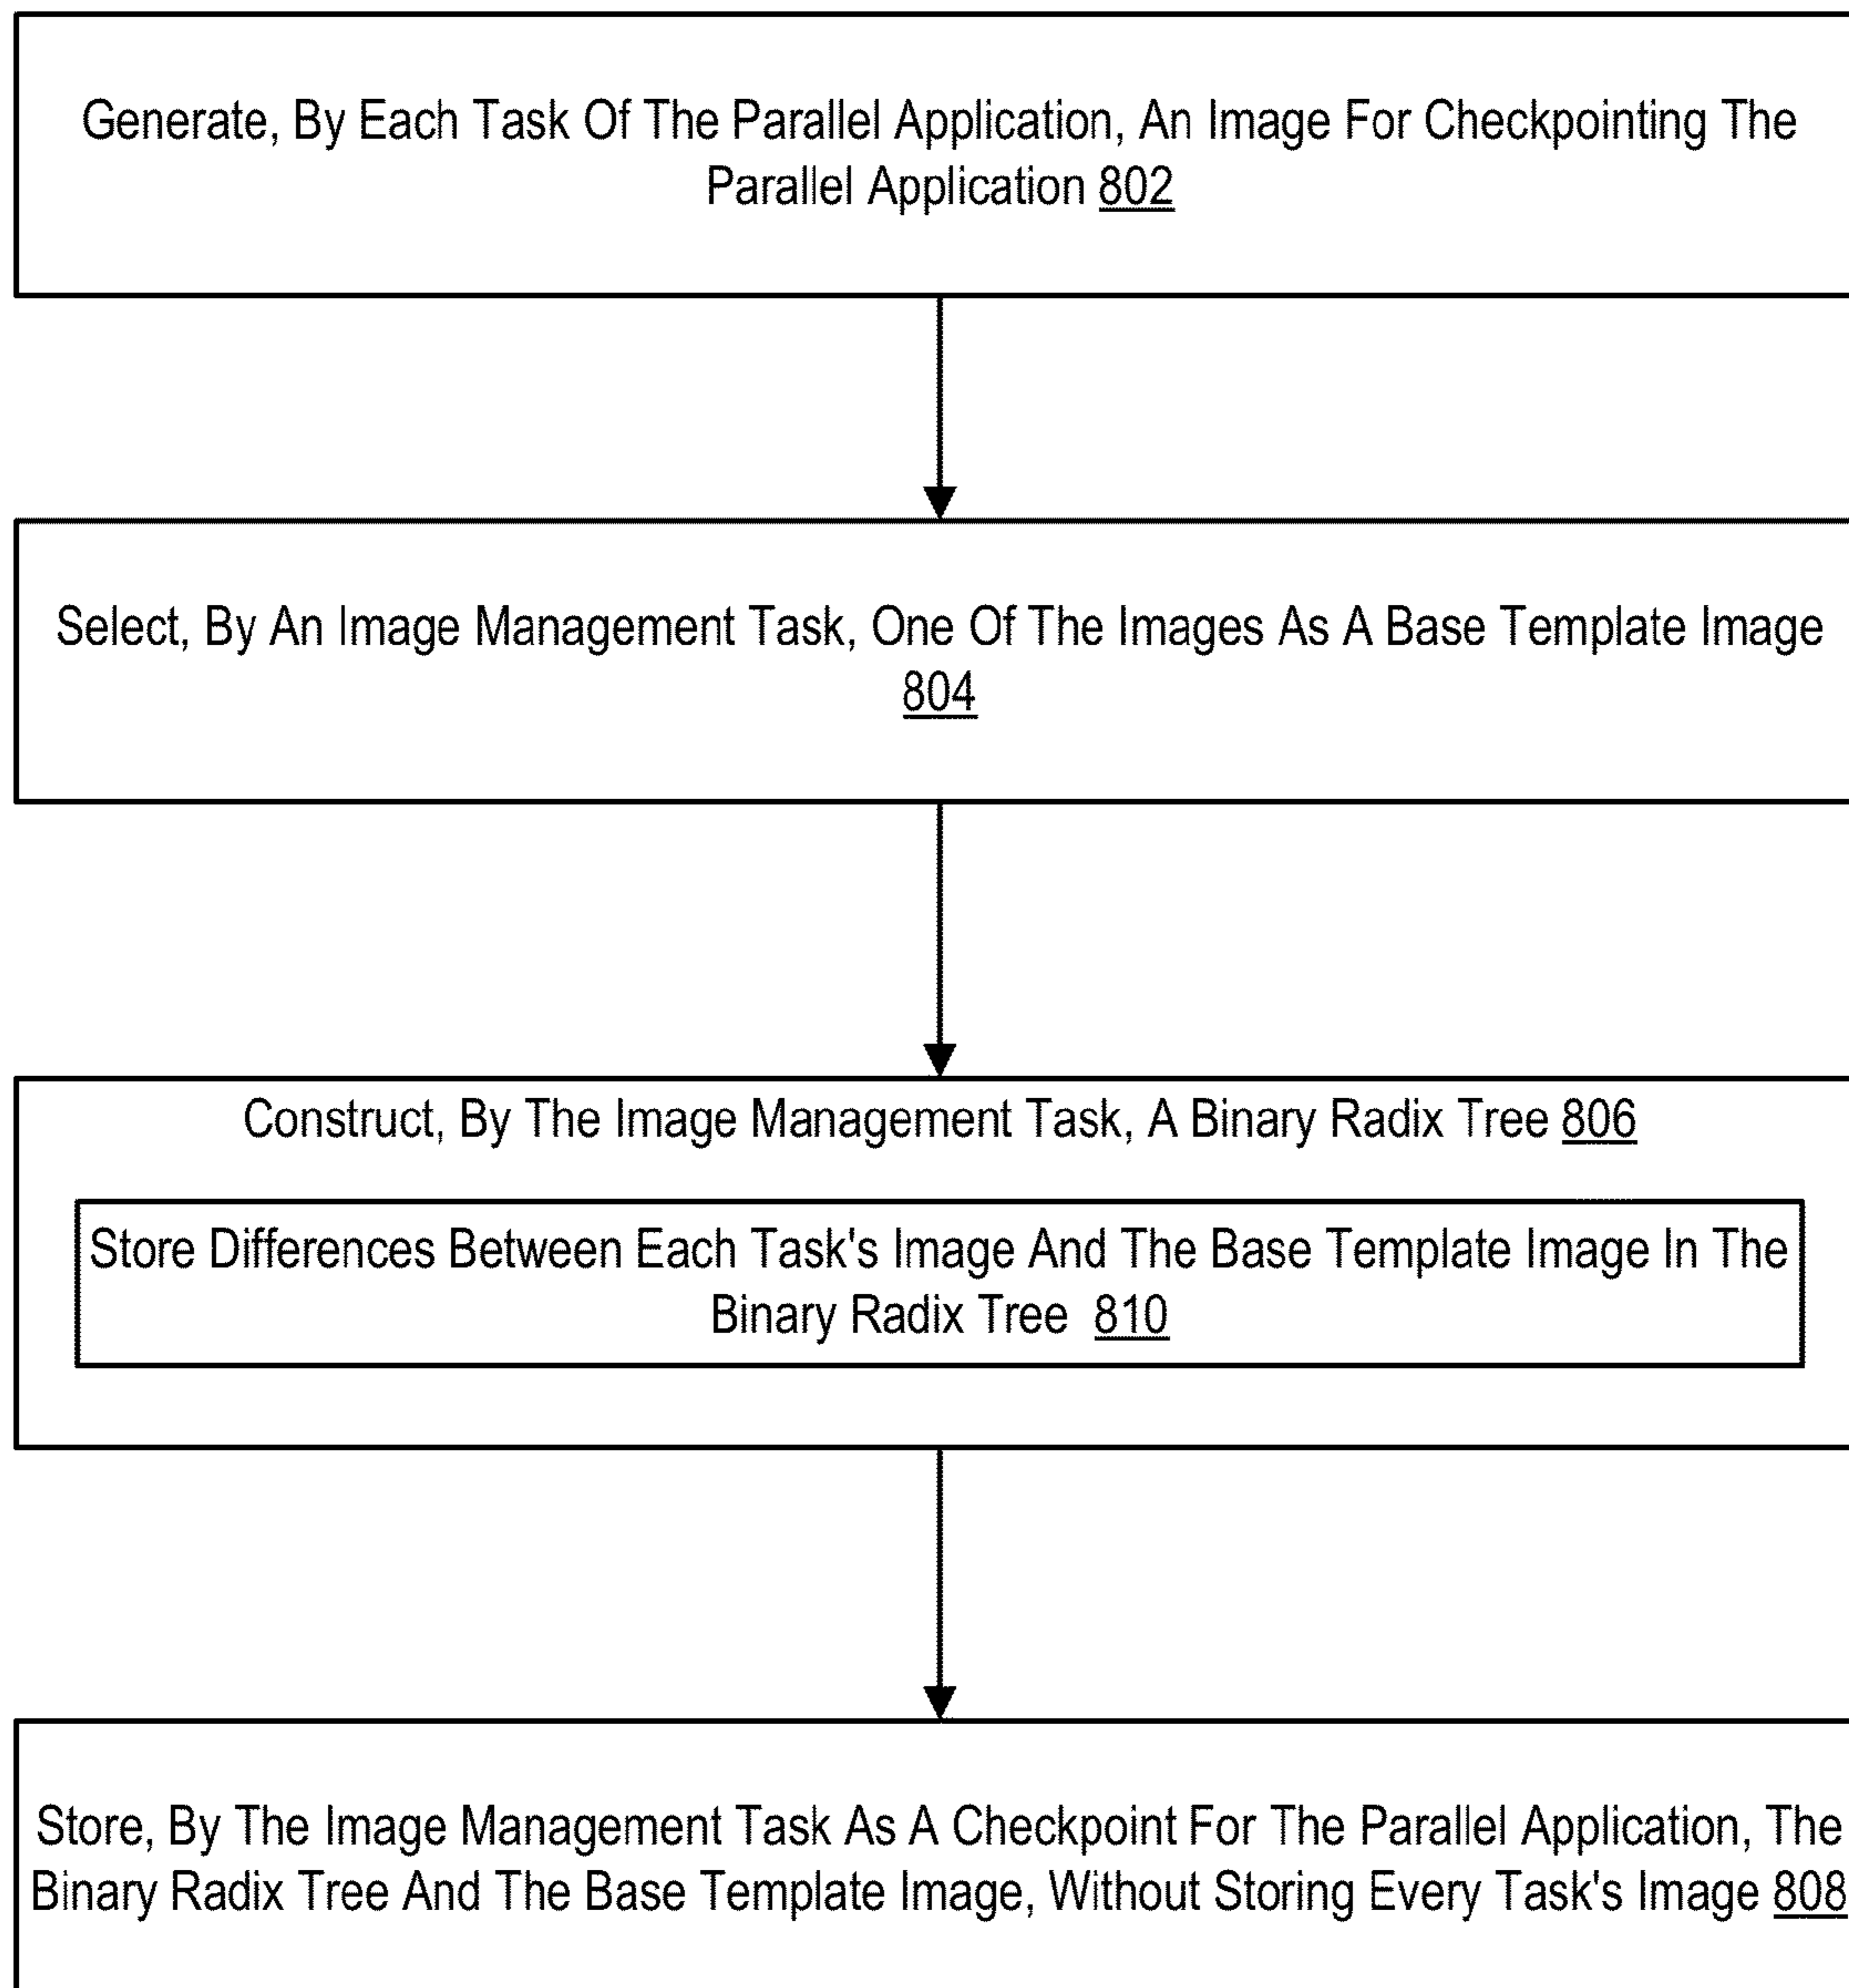 Generate, By Each Task Of The Parallel Application, An Image For Checkpointing The
Parallel Application 802
Select, By An Image Management Task, One Of The Images As A Base Template Image
804
Construct, By The Image Management Task, A Binary Radix Tree 806
Store Differences Between Each Task's Image And The Base Template Image In The
Binary Radix Tree 810
Store, By The Image Management Task As A Checkpoint For The Parallel Application, The
Binary Radix Tree And The Base Template Image, Without Storing Every Task's Image 808